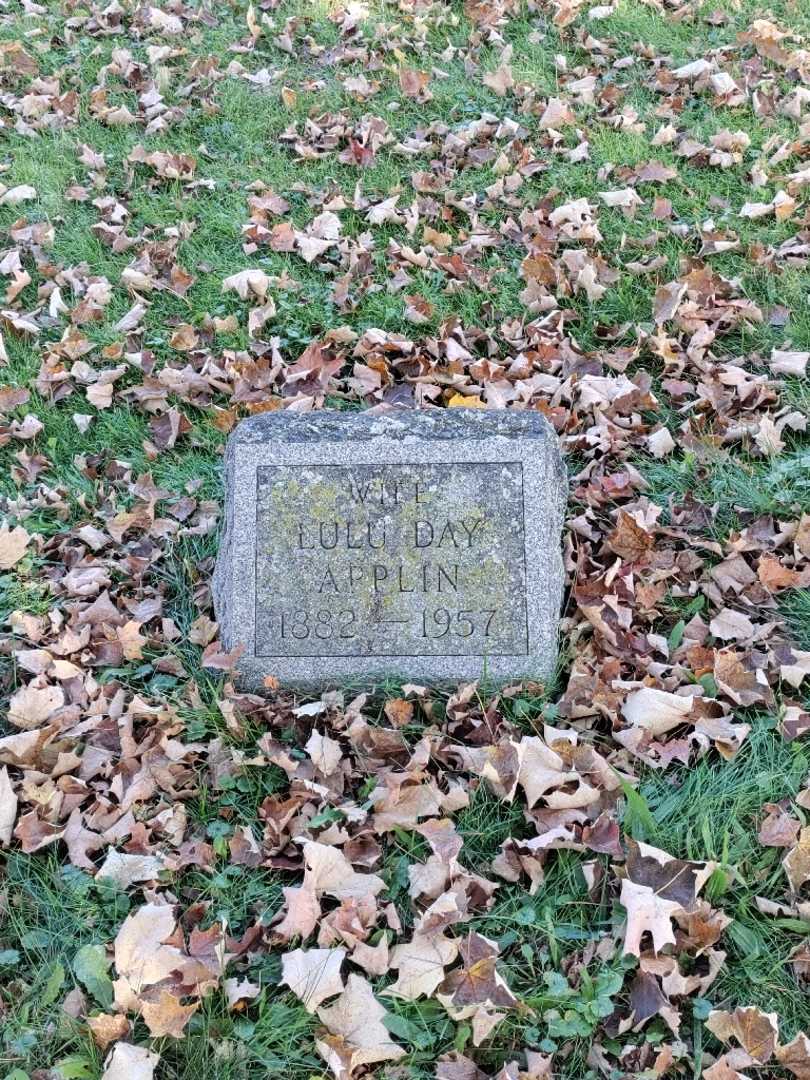 WIFE
LULU DAY
APPLIN
1882 — 1957